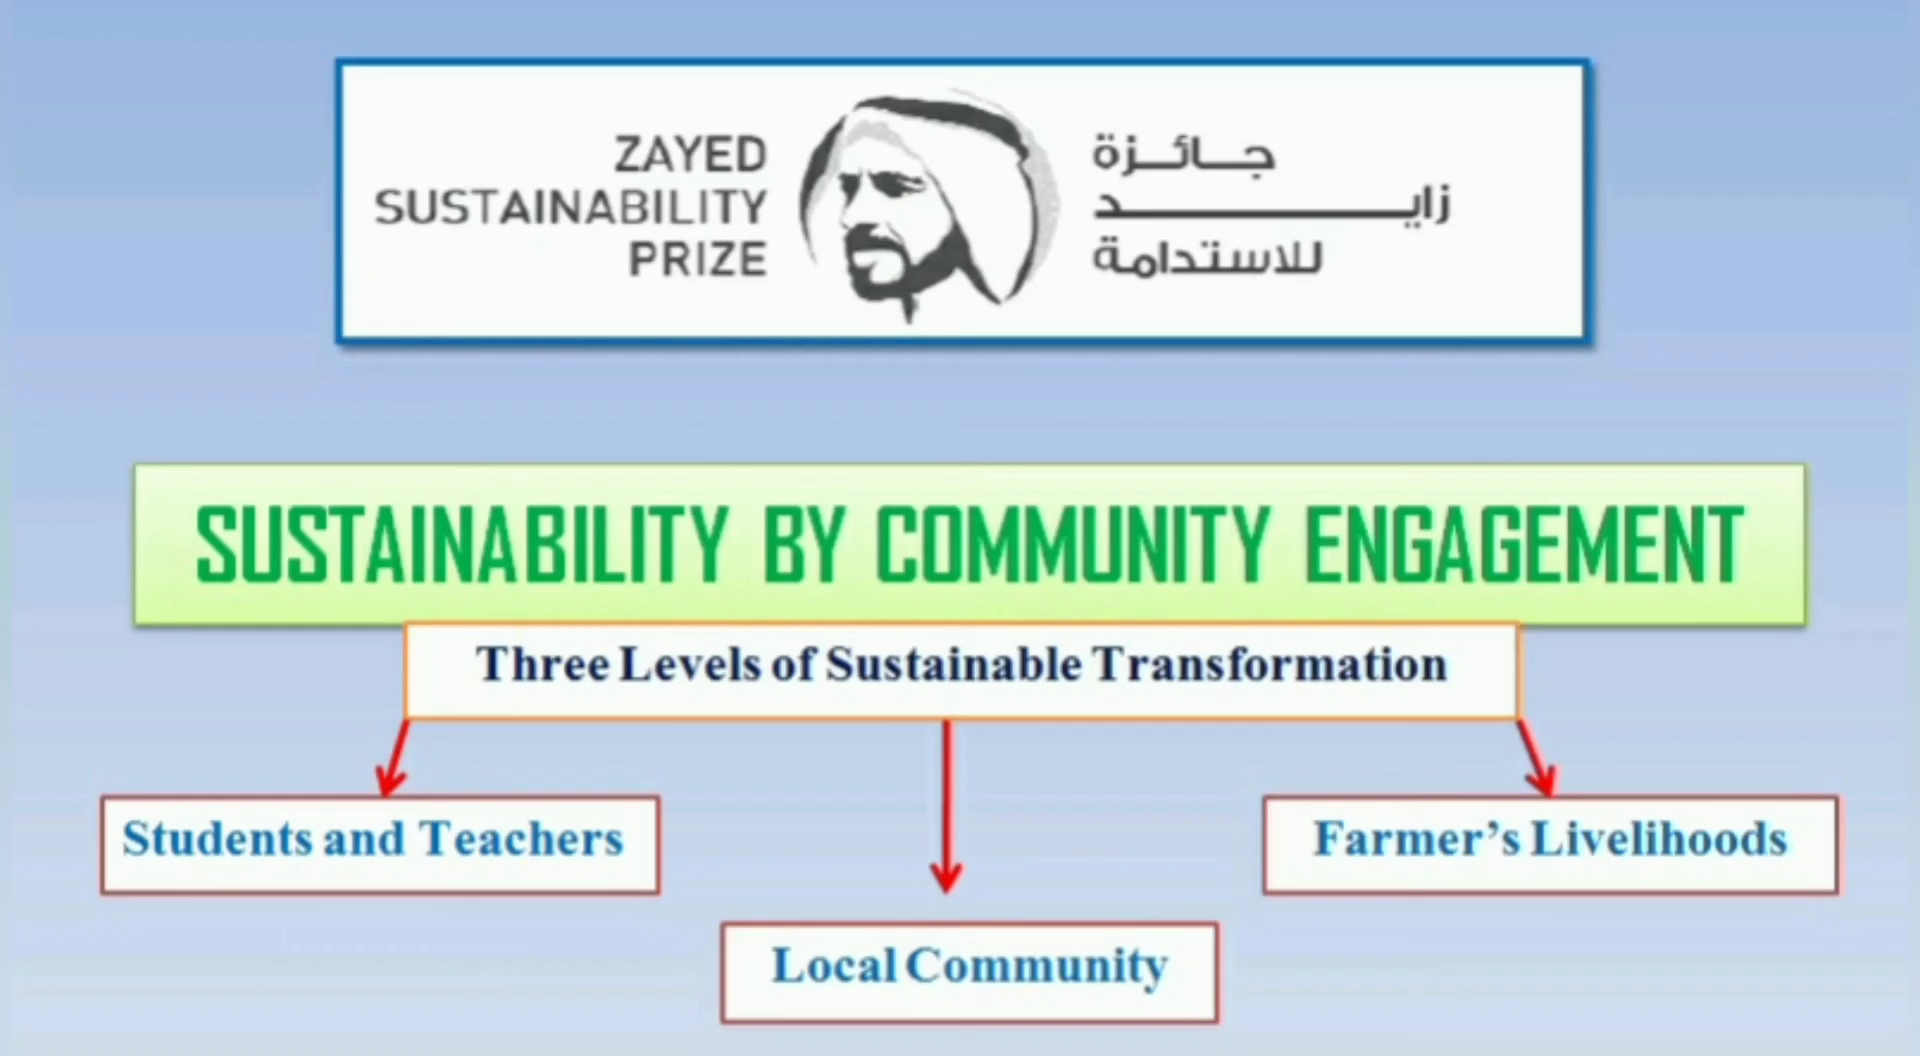 ZAYED
SUSTAINABILITY
PRIZE
جائزة
زايد
للاستدامة
SUSTAINABILITY BY COMMUNITY ENGAGEMENT
Three Levels of Sustainable Transformation
Students and Teachers
Farmer’s Livelihoods
Local Community